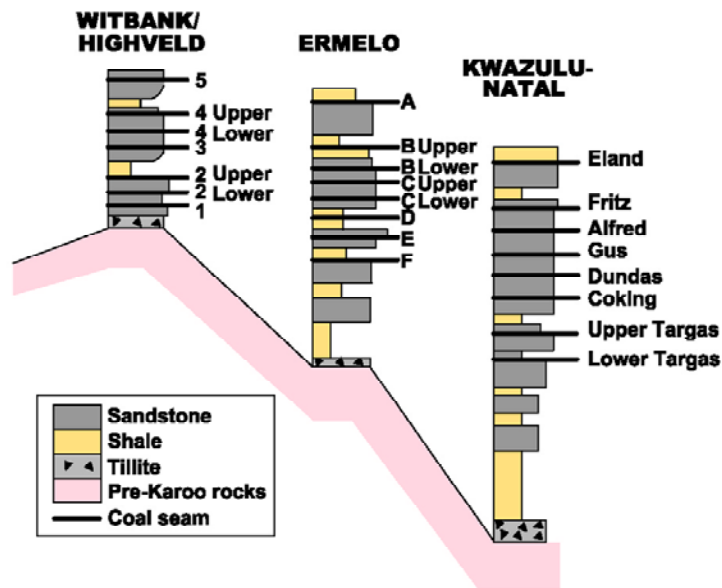 WITBANK/
HIGHVELD
5
4 Upper
4 Lower
3
2 Upper
2 Lower
1
ERMELO
A
B Upper
B Lower
C Upper
C Lower
D
E
F
KWAZULU-
NATAL
Eland
Fritz
Alfred
Gus
Dundas
Coking
Upper Targas
Lower Targas
Sandstone
Shale
Tillite
Pre-Karoo rocks
Coal seam